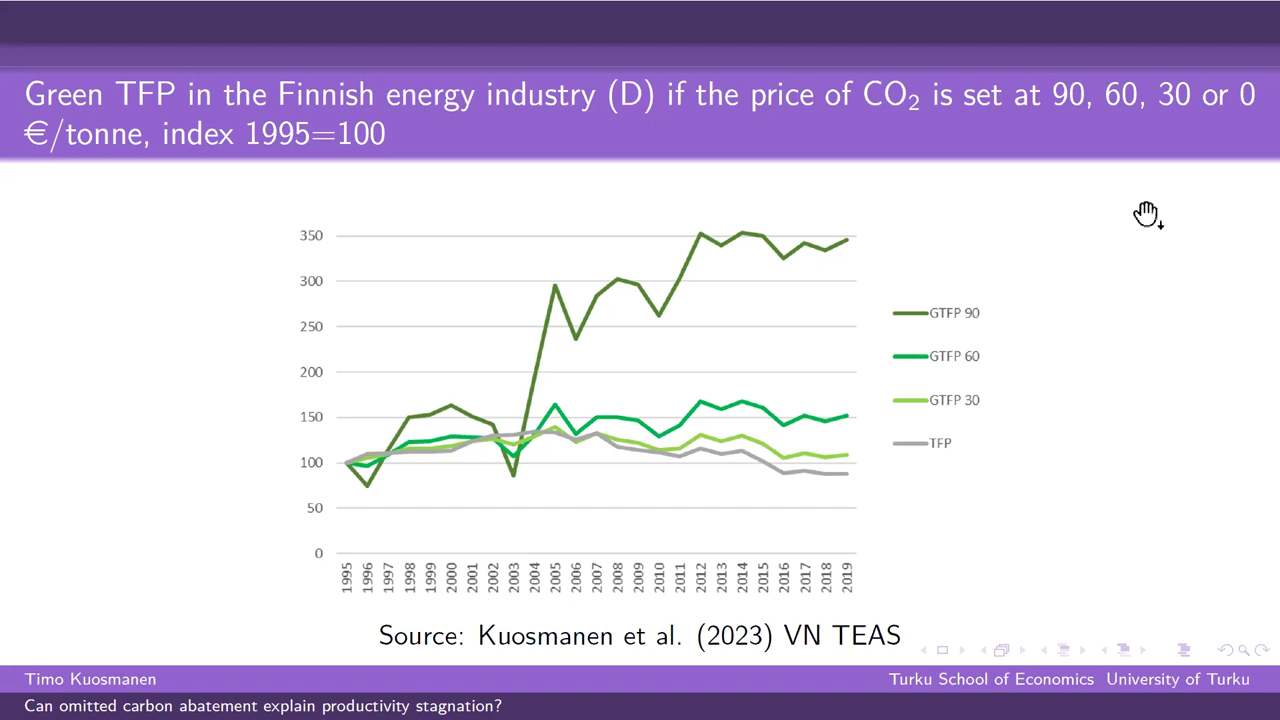 Green TFP in the Finnish energy industry (D) if the price of CO₂ is set at 90, 60, 30 or 0
€/tonne, index 1995=100
350
300
250
200
150
100
50
0
1995 1996 1997 1998 1999 2000 2001 2002 2003 2004 2005 2006 2007 2008 2009 2010 2011 2012 2013 2014 2015 2016 2017 2018 2019
GTFP 90
GTFP 60
GTFP 30
TFP
Source: Kuosmanen et al. (2023) VN TEAS
Timo Kuosmanen Turku School of Economics University of Turku
Can omitted carbon abatement explain productivity stagnation?